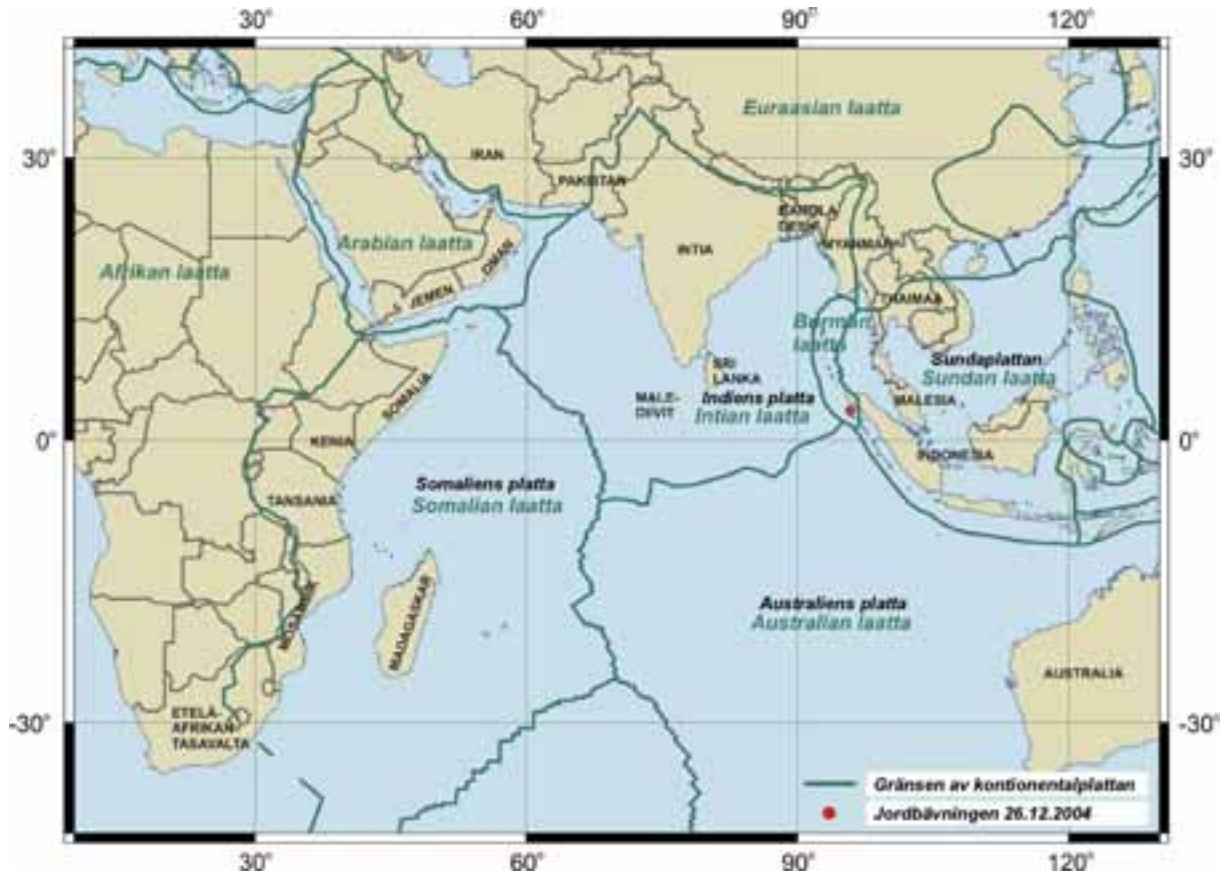 30°
60°
90°
120°
Euraasian laatta
30°
30°
IRAN
PAKISTAN
BANGLA
DESH
MYANMAR
INTIA
Arabian laatta
OMAN
JEMEN
Afrikan laatta
THAIMAA
Burman
laatta
SRI
LANKA
Sundaplattan
Sundan laatta
MALE-
DIIVIT
Indiens platta
Intian laatta
MALESIA
SOMALIA
KENIA
0°
0°
INDONESIA
TANSANIA
Somaliens platta
Somalian laatta
MOSAMBIK
MADAGASKAR
Australiens platta
Australian laatta
AUSTRALIA
-30°
-30°
ETELÄ-
AFRIKAN
TASAVALTA
Gränsen av kontionentalplattan
Jordbävningen 26.12.2004
30°
60°
90°
120°